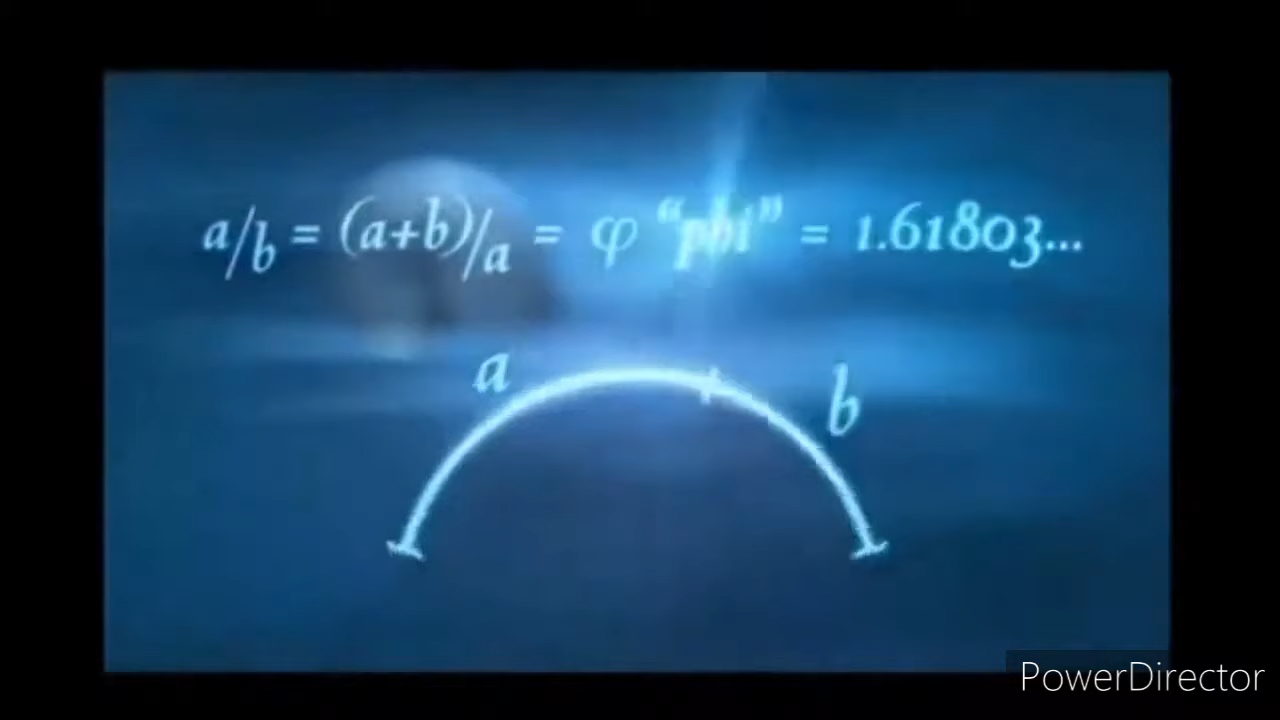 a/b = (a+b)/a = φ “phi” = 1.61803...
a
b
PowerDirector